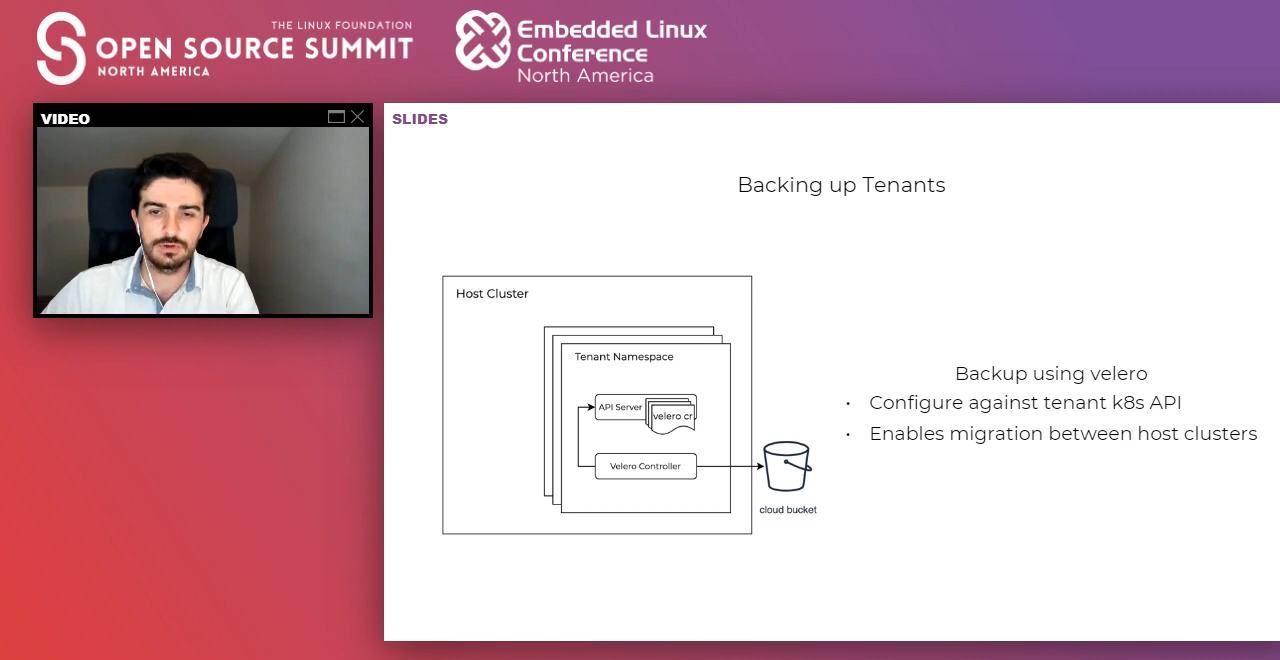 THE LINUX FOUNDATION
OPEN SOURCE SUMMIT
NORTH AMERICA
Embedded Linux
Conference
North America
VIDEO
SLIDES
Backing up Tenants
Host Cluster
Tenant Namespace
API Server
velero cr
Velero Controller
cloud bucket
Backup using velero
• Configure against tenant k8s API
• Enables migration between host clusters